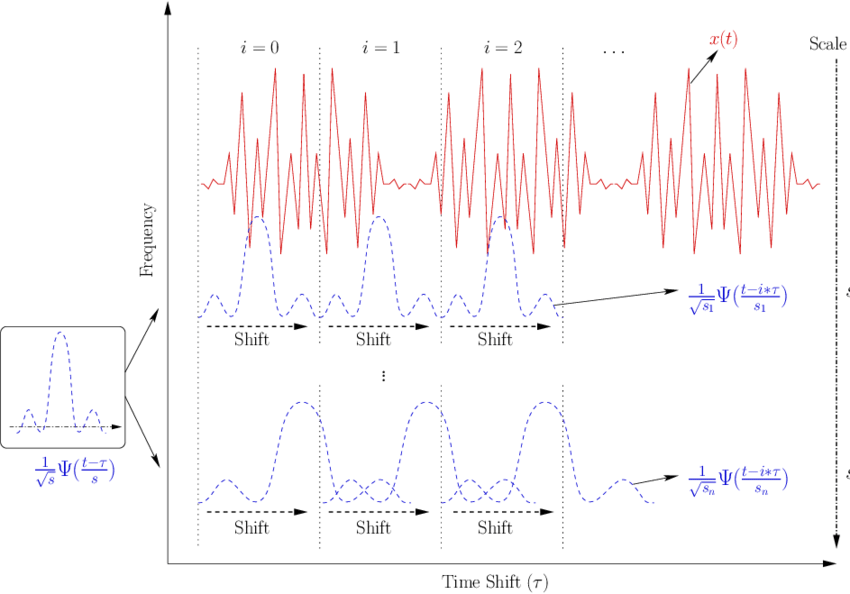 i = 0
i = 1
i = 2
...
x(t)
Scale
Frequency
1/√s₁ Ψ(t−i∗τ/s₁)
s
Shift
Shift
Shift
⋮
1/√s Ψ(t−τ/s)
1/√sₙ Ψ(t−i∗τ/sₙ)
s
Shift
Shift
Shift
Time Shift (τ)